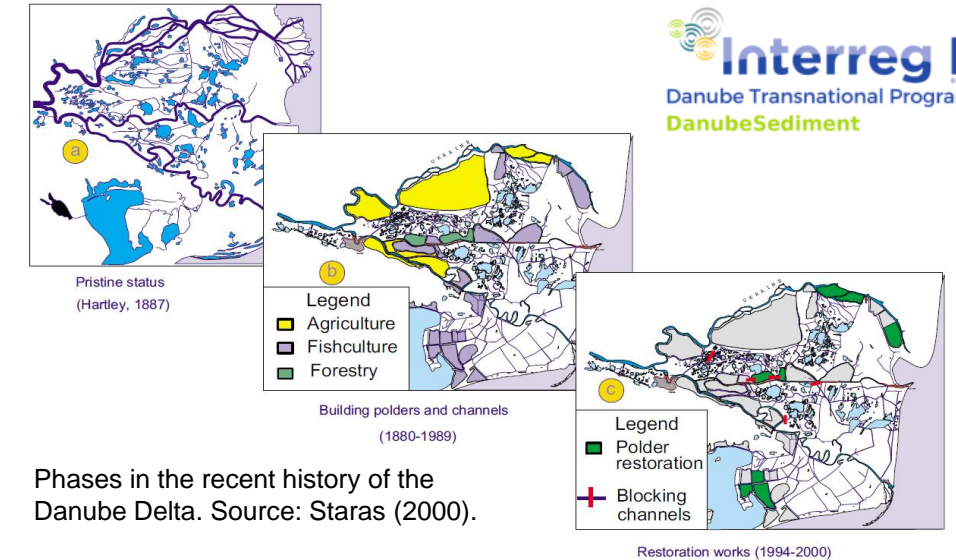 Interreg
Danube Transnational Progra
DanubeSediment
a
Pristine status
(Hartley, 1887)
UKRAINE
b
Legend
Agriculture
Fishculture
Forestry
Building polders and channels
(1880-1989)
UKRAINE
c
Legend
Polder
restoration
Blocking
channels
Restoration works (1994-2000)
Phases in the recent history of the
Danube Delta. Source: Staras (2000).